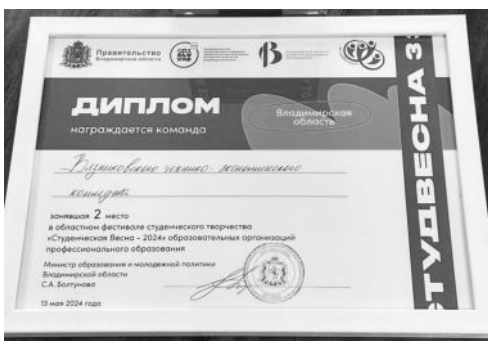 Правительство
Владимирской области
ДИПЛОМ
награждается команда
Владимирская
область
Вязниковского технико-экономического
колледжа
занявшая 2 место
в областном фестивале студенческого творчества
«Студенческая Весна - 2024» образовательных организаций
профессионального образования
Министр образования и молодежной политики
Владимирской области
С.А. Болтунова
13 мая 2024 года
СТУДВЕСНА 33